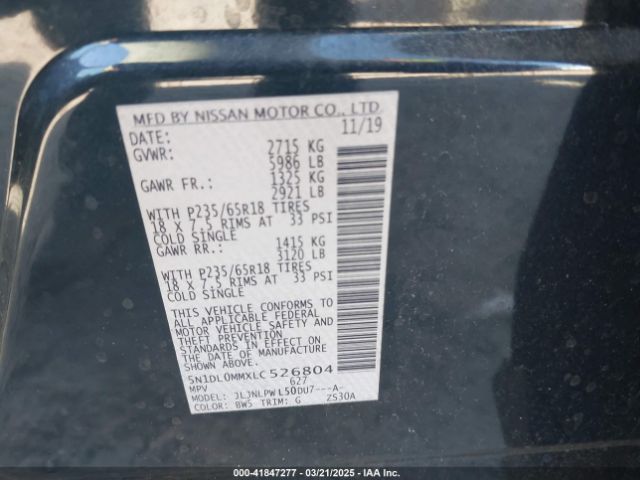 MFD BY NISSAN MOTOR CO., LTD.
DATE: 11/19
GVWR: 2715 KG
5986 LB
GAWR FR.: 1325 KG
2921 LB
WITH P235/65R18 TIRES
18 X 7.5 RIMS AT 33 PSI
COLD SINGLE
GAWR RR.: 1415 KG
3120 LB
WITH P235/65R18 TIRES
18 X 7.5 RIMS AT 33 PSI
COLD SINGLE
THIS VEHICLE CONFORMS TO
ALL APPLICABLE FEDERAL
MOTOR VEHICLE SAFETY AND
THEFT PREVENTION
STANDARDS IN EFFECT ON
THE DATE OF MANUFACTURE
SHOWN ABOVE.
5N1DL0MMXLC526804
MPV 627
MODEL: JLJNLPWL50DU7---A-
COLOR: BW5 TRIM: G ZS30A
000-41847277 — 03/21/2025 — IAA Inc.